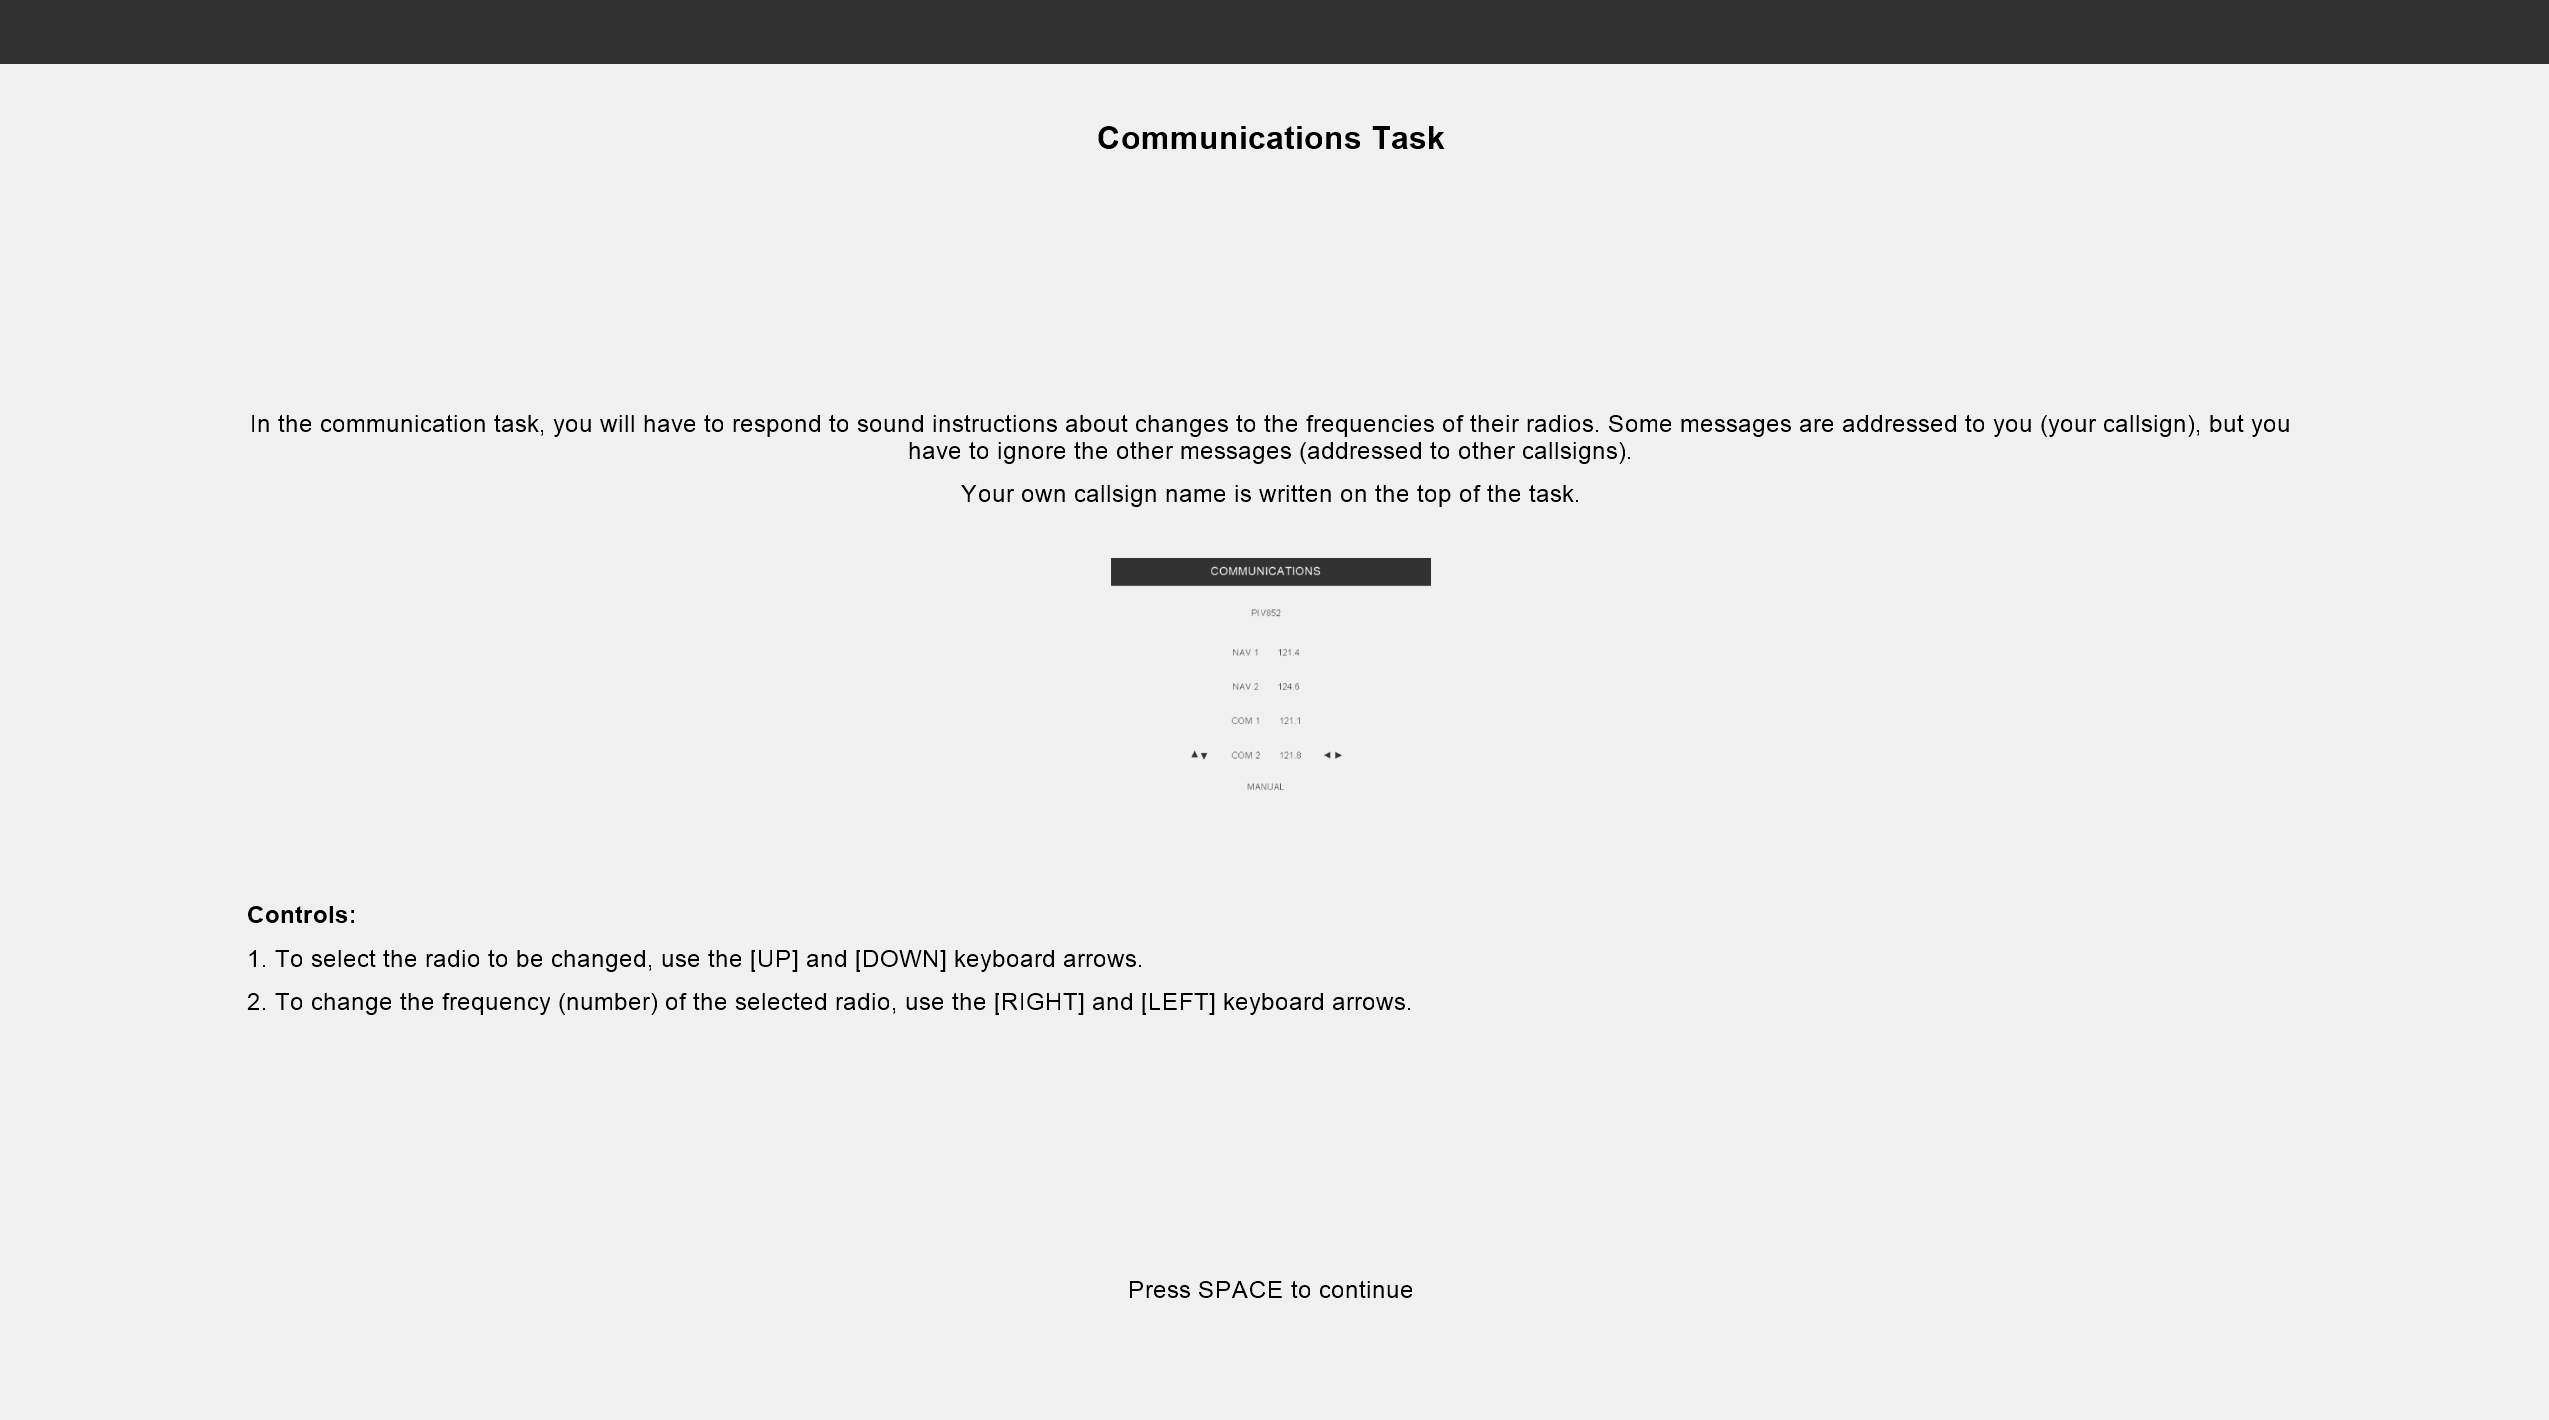 Communications Task
In the communication task, you will have to respond to sound instructions about changes to the frequencies of their radios. Some messages are addressed to you (your callsign), but you
have to ignore the other messages (addressed to other callsigns).
Your own callsign name is written on the top of the task.
COMMUNICATIONS
PIV852
NAV 1 121.4
NAV 2 124.6
COM 1 121.1
▲▼ COM 2 121.8 ◄►
MANUAL
Controls:
1. To select the radio to be changed, use the [UP] and [DOWN] keyboard arrows.
2. To change the frequency (number) of the selected radio, use the [RIGHT] and [LEFT] keyboard arrows.
Press SPACE to continue